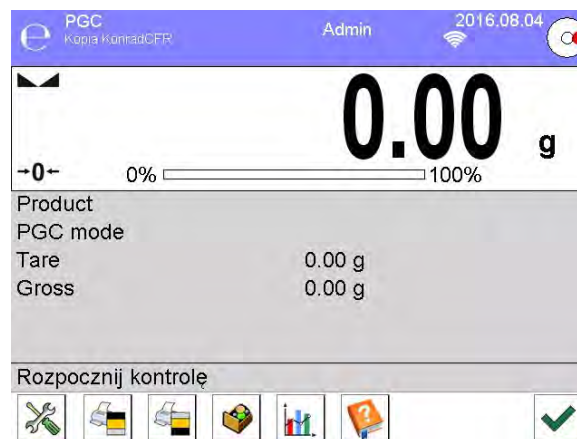 PGC Admin 2016.08.04
Kopia KonradCFR
0.00 g
→0← 0% 100%
Product
PGC mode
Tare 0.00 g
Gross 0.00 g
Rozpocznij kontrolę